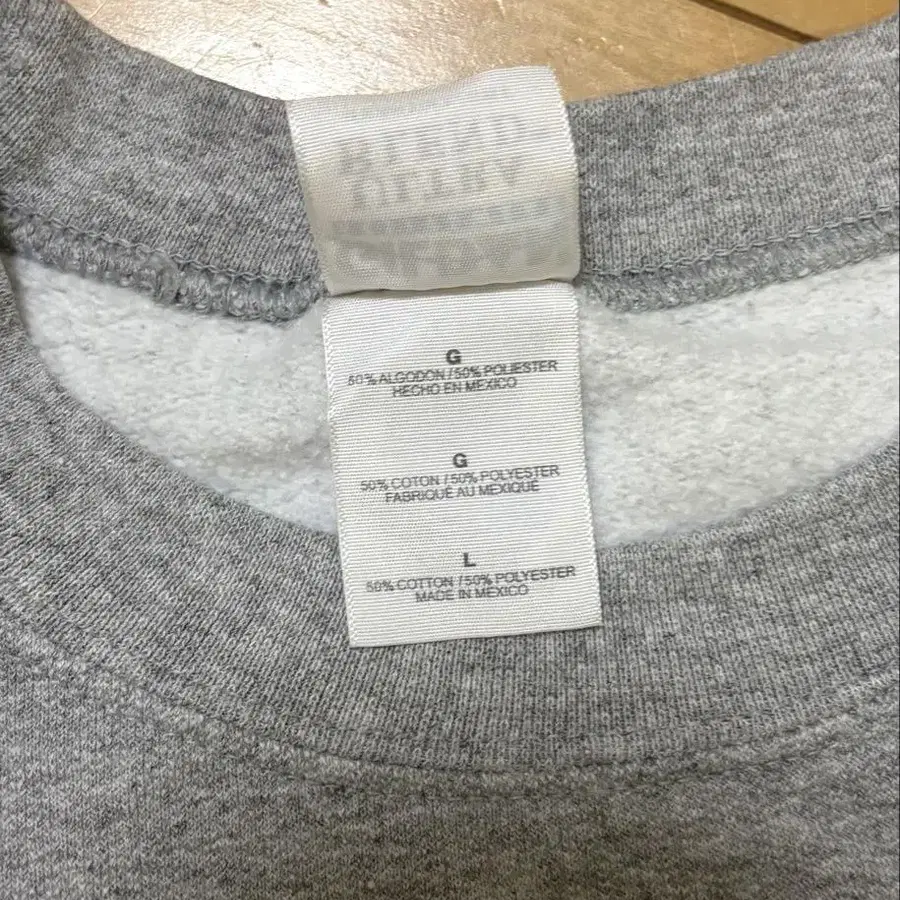 G
50% ALGODON / 50% POLIESTER
HECHO EN MEXICO
G
50% COTON / 50% POLYESTER
FABRIQUÉ AU MEXIQUE
L
50% COTTON / 50% POLYESTER
MADE IN MEXICO